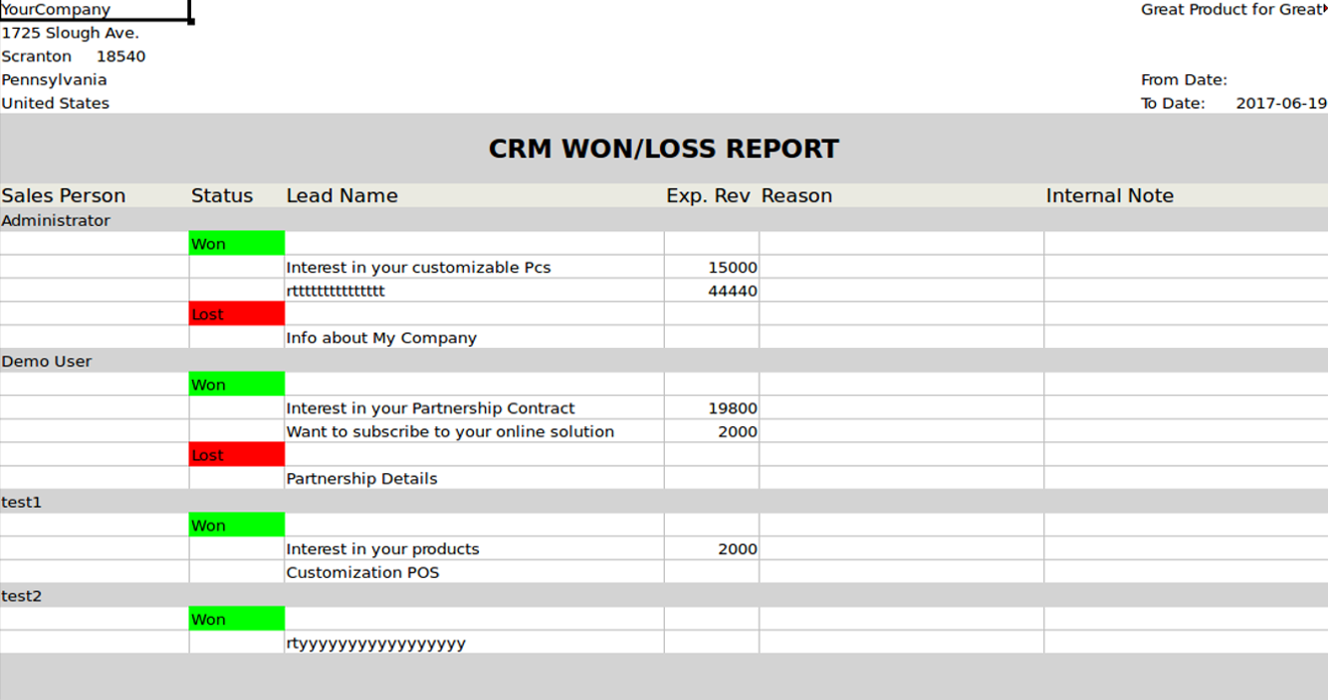 YourCompany Great Product for Great
1725 Slough Ave.
Scranton 18540
Pennsylvania From Date:
United States To Date: 2017-06-19
CRM WON/LOSS REPORT
Sales Person Status Lead Name Exp. Rev Reason Internal Note
Administrator
Won
Interest in your customizable Pcs 15000
rttttttttttttttt 44440
Lost
Info about My Company
Demo User
Won
Interest in your Partnership Contract 19800
Want to subscribe to your online solution 2000
Lost
Partnership Details
test1
Won
Interest in your products 2000
Customization POS
test2
Won
rtyyyyyyyyyyyyyyyyy